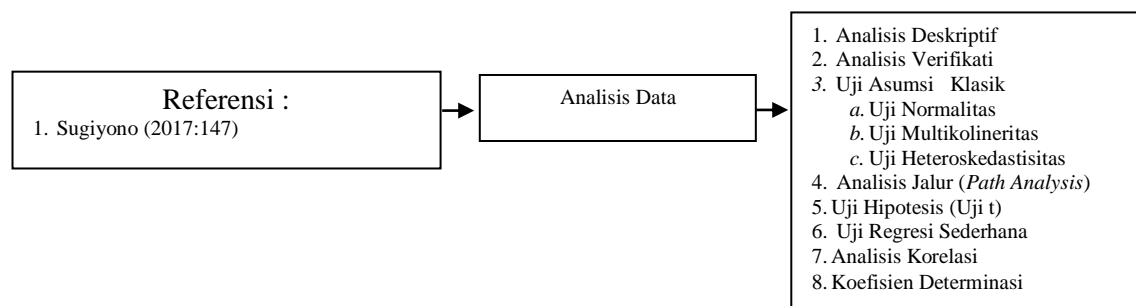 Referensi :
1. Sugiyono (2017:147)
Analisis Data
1. Analisis Deskriptif
2. Analisis Verifikati
3. Uji Asumsi Klasik
a. Uji Normalitas
b. Uji Multikolineritas
c. Uji Heteroskedastisitas
4. Analisis Jalur (Path Analysis)
5. Uji Hipotesis (Uji t)
6. Uji Regresi Sederhana
7. Analisis Korelasi
8. Koefisien Determinasi